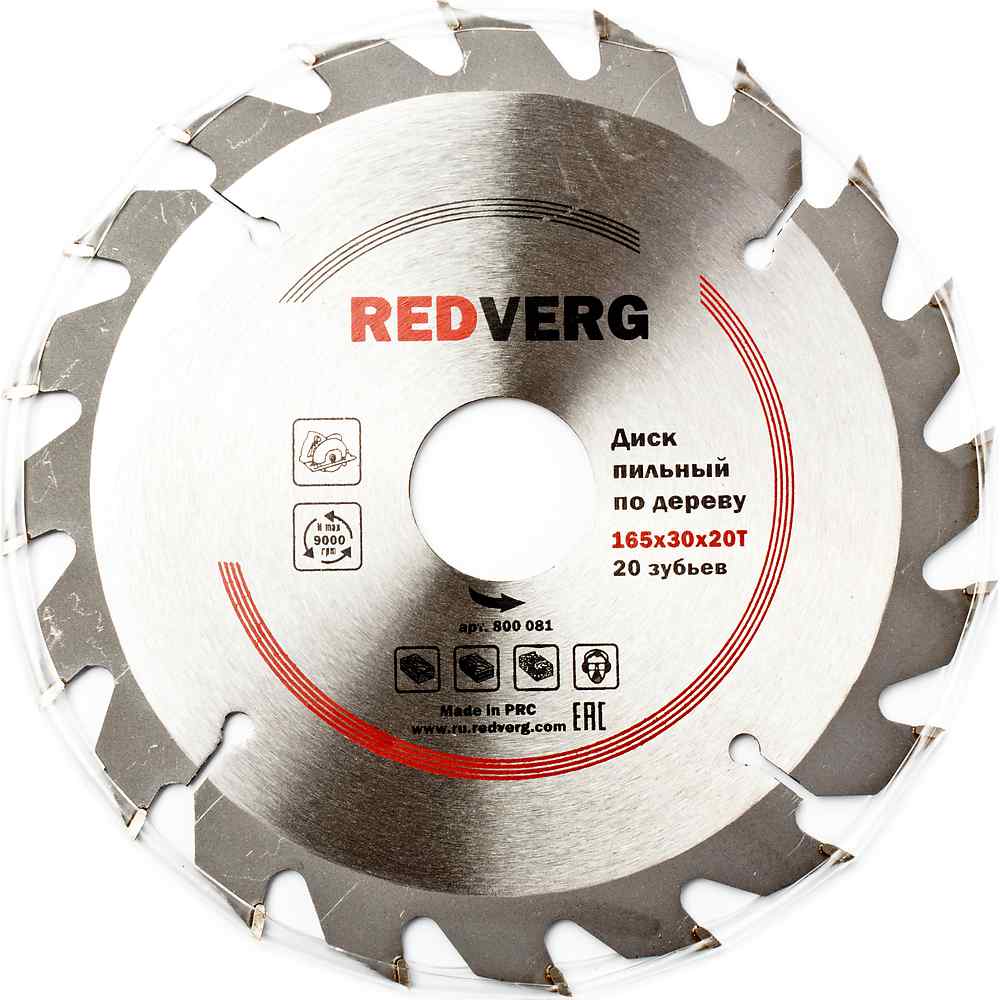 REDVERG
Диск
пильный
по дереву
165x30x20T
20 зубьев
N max
9000
rpm
арт. 800 081
Made in PRC
www.ru.redverg.com
EAC